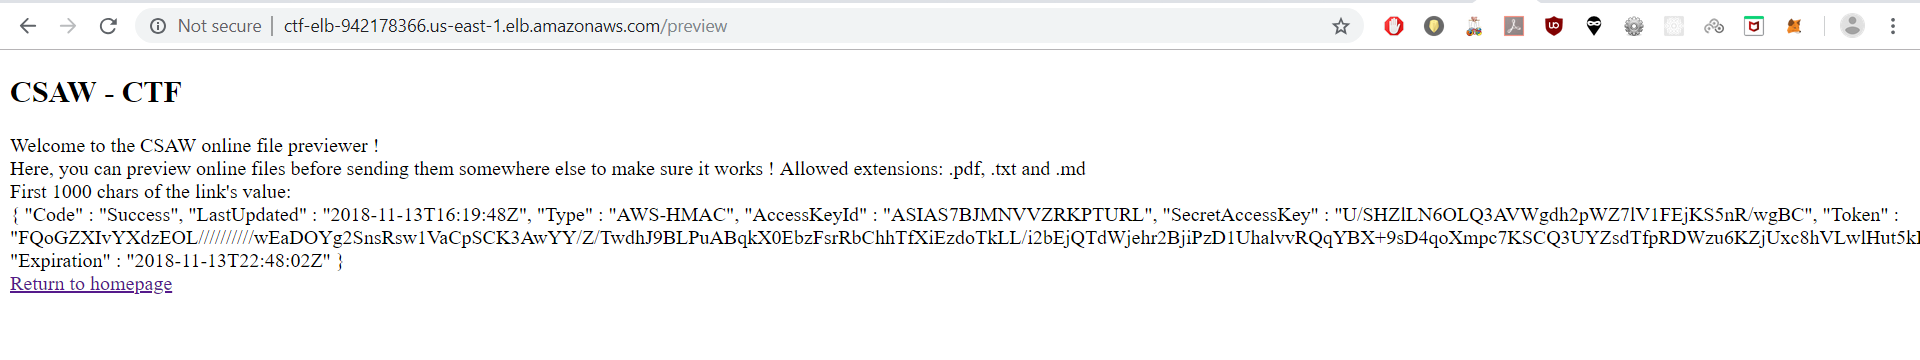 Not secure | ctf-elb-942178366.us-east-1.elb.amazonaws.com/preview
CSAW - CTF
Welcome to the CSAW online file previewer !
Here, you can preview online files before sending them somewhere else to make sure it works ! Allowed extensions: .pdf, .txt and .md
First 1000 chars of the link's value:
{ "Code" : "Success", "LastUpdated" : "2018-11-13T16:19:48Z", "Type" : "AWS-HMAC", "AccessKeyId" : "ASIAS7BJMNVVZRKPTURL", "SecretAccessKey" : "U/SHZlLN6OLQ3AVWgdh2pWZ7lV1FEjKS5nR/wgBC", "Token" :
"FQoGZXIvYXdzEOL//////////wEaDOYg2SnsRsw1VaCpSCK3AwYY/Z/TwdhJ9BLPuABqkX0EbzFsrRbChhTfXiEzdoTkLL/i2bEjQTdWjehr2BjiPzD1UhalvvRQqYBX+9sD4qoXmpc7KSCQ3UYZsdTfpRDWzu6KZjUxc8hVLwlHut5kI
"Expiration" : "2018-11-13T22:48:02Z" }
Return to homepage